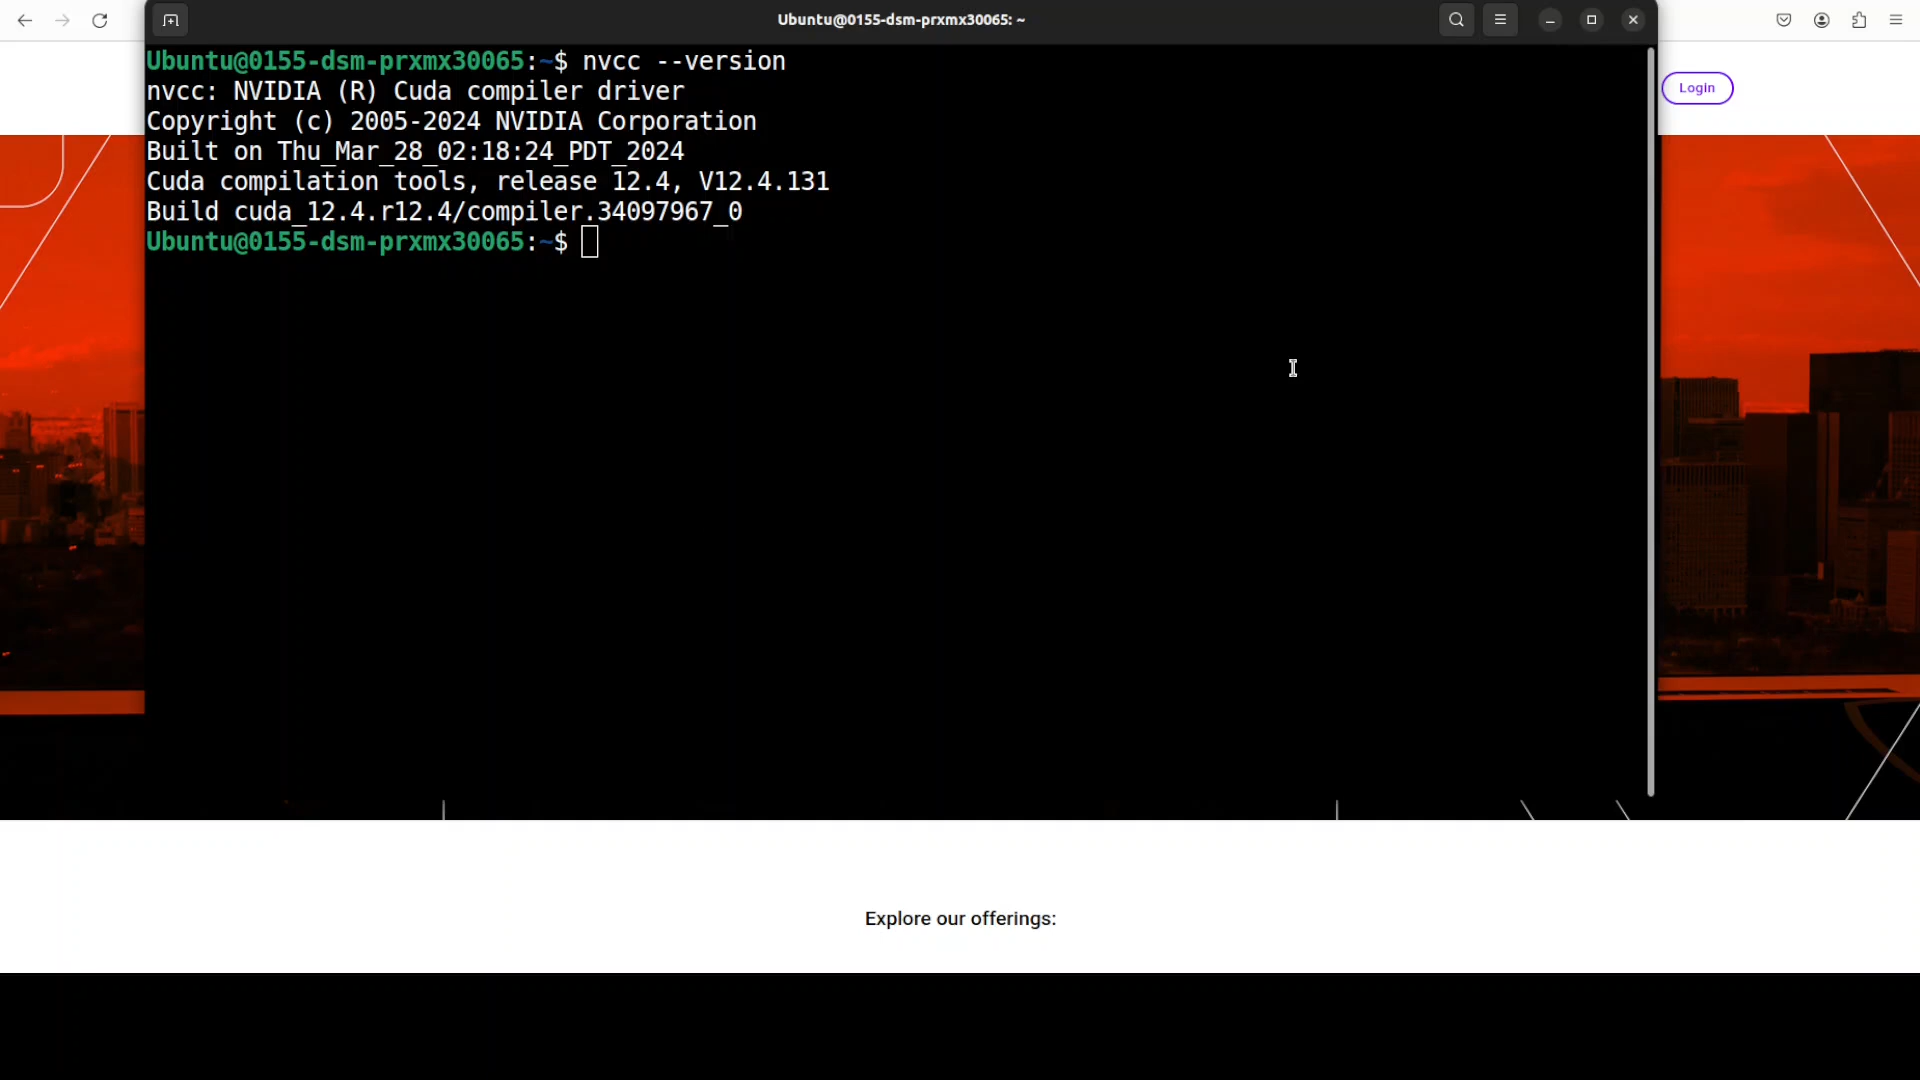 Ubuntu@0155-dsm-prxmx30065: ~
Ubuntu@0155-dsm-prxmx30065:~$ nvcc --version
nvcc: NVIDIA (R) Cuda compiler driver
Copyright (c) 2005-2024 NVIDIA Corporation
Built on Thu_Mar_28_02:18:24_PDT_2024
Cuda compilation tools, release 12.4, V12.4.131
Build cuda_12.4.r12.4/compiler.34097967_0
Ubuntu@0155-dsm-prxmx30065:~$
Login
Explore our offerings: